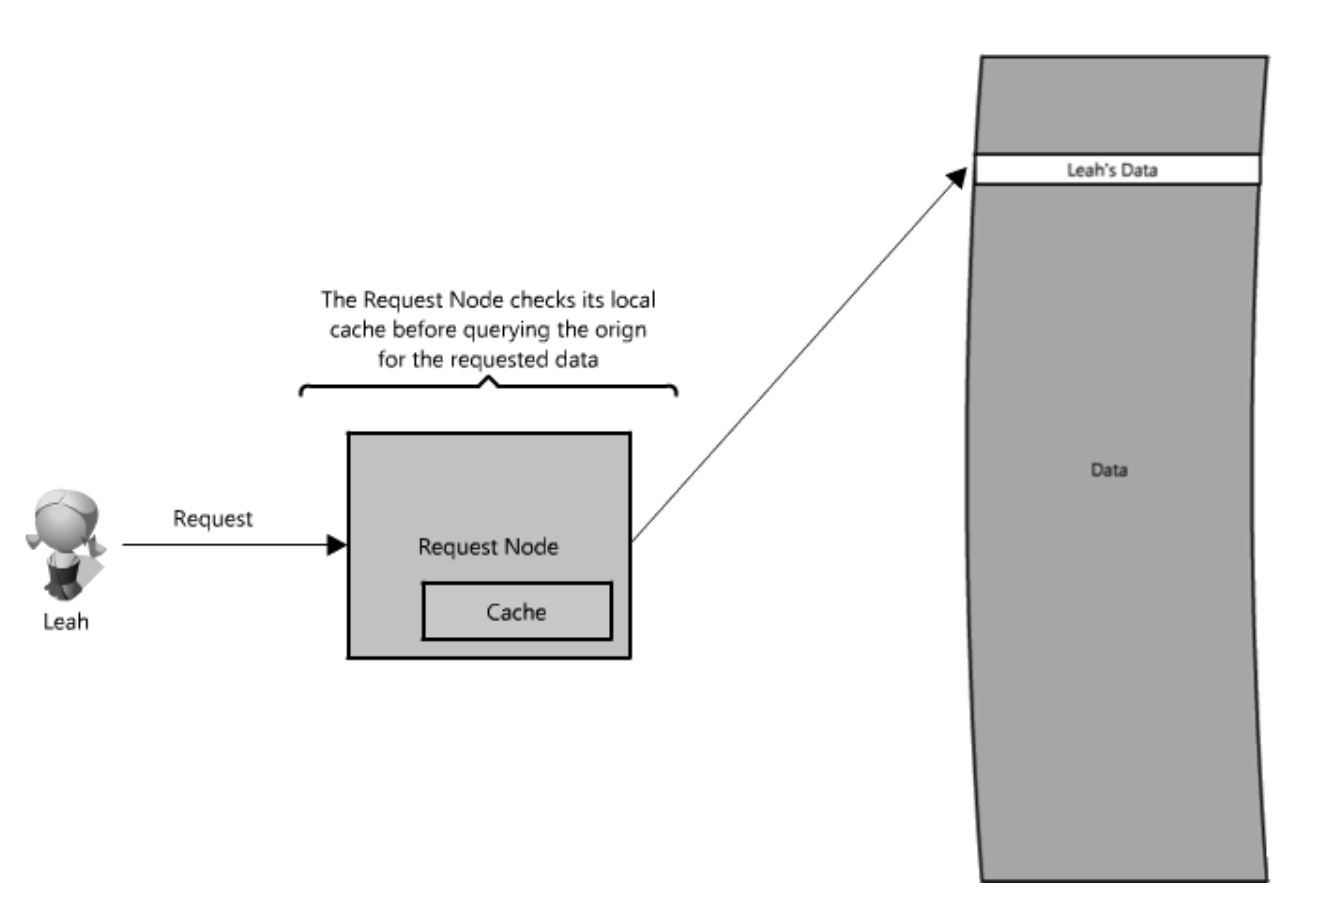 The Request Node checks its local
cache before querying the orign
for the requested data
Leah's Data
Request
Request Node
Cache
Leah
Data